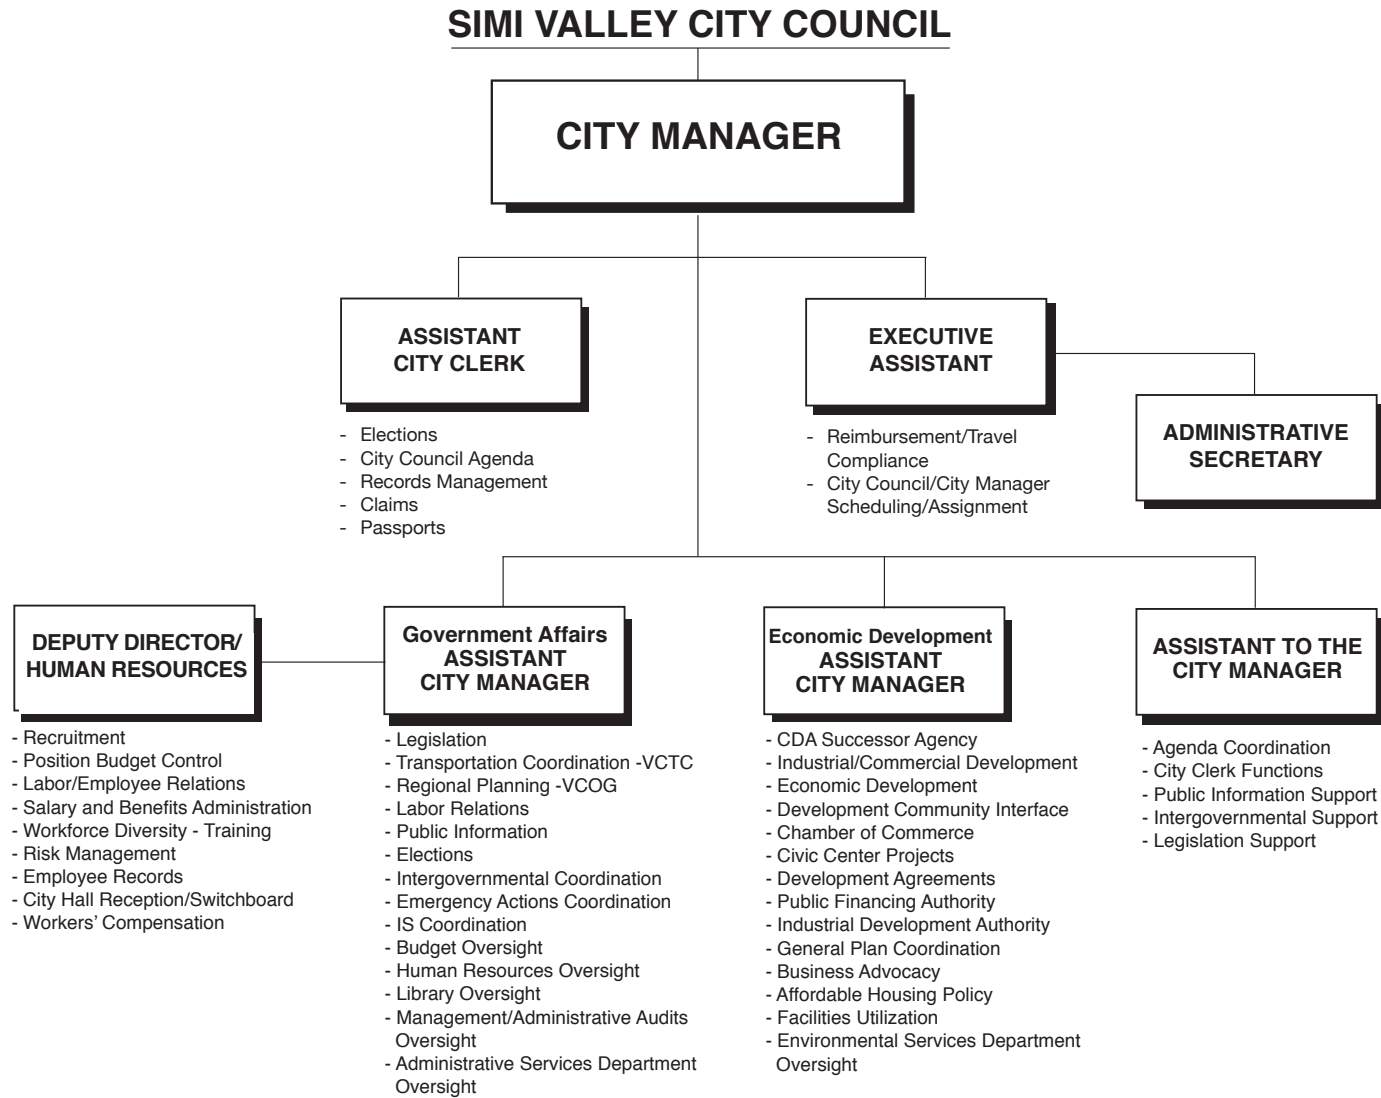 SIMI VALLEY CITY COUNCIL
CITY MANAGER
ASSISTANT
CITY CLERK
- Elections
- City Council Agenda
- Records Management
- Claims
- Passports
EXECUTIVE
ASSISTANT
- Reimbursement/Travel
Compliance
- City Council/City Manager
Scheduling/Assignment
ADMINISTRATIVE
SECRETARY
DEPUTY DIRECTOR/
HUMAN RESOURCES
- Recruitment
- Position Budget Control
- Labor/Employee Relations
- Salary and Benefits Administration
- Workforce Diversity - Training
- Risk Management
- Employee Records
- City Hall Reception/Switchboard
- Workers’ Compensation
Government Affairs
ASSISTANT
CITY MANAGER
- Legislation
- Transportation Coordination -VCTC
- Regional Planning -VCOG
- Labor Relations
- Public Information
- Elections
- Intergovernmental Coordination
- Emergency Actions Coordination
- IS Coordination
- Budget Oversight
- Human Resources Oversight
- Library Oversight
- Management/Administrative Audits
Oversight
- Administrative Services Department
Oversight
Economic Development
ASSISTANT
CITY MANAGER
- CDA Successor Agency
- Industrial/Commercial Development
- Economic Development
- Development Community Interface
- Chamber of Commerce
- Civic Center Projects
- Development Agreements
- Public Financing Authority
- Industrial Development Authority
- General Plan Coordination
- Business Advocacy
- Affordable Housing Policy
- Facilities Utilization
- Environmental Services Department
Oversight
ASSISTANT TO THE
CITY MANAGER
- Agenda Coordination
- City Clerk Functions
- Public Information Support
- Intergovernmental Support
- Legislation Support